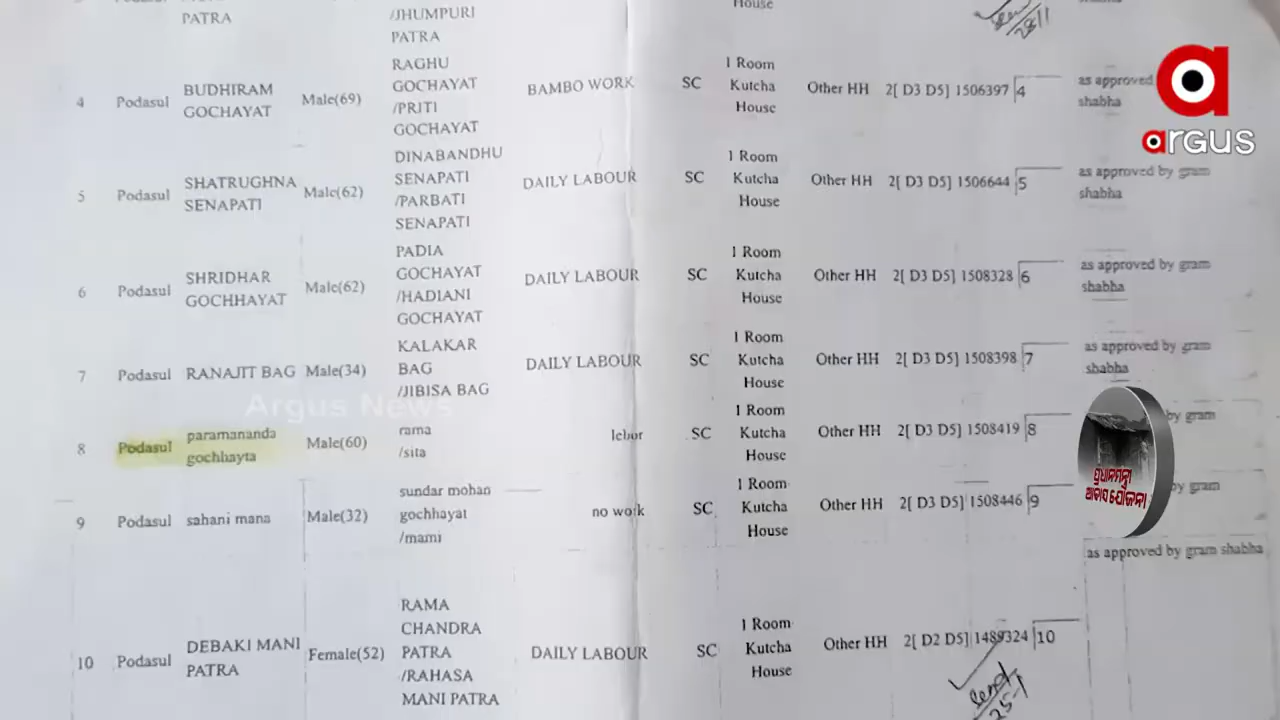 PATRA /JHUMPURI House
PATRA 28/1 shabha
4 Podasul BUDHIRAM GOCHAYAT Male(69) RAGHU GOCHAYAT /PRITI GOCHAYAT BAMBO WORK SC 1 Room Kutcha House Other HH 2[ D3 D5] 1506397 4 as approved shabha
5 Podasul SHATRUGHNA SENAPATI Male(62) DINABANDHU SENAPATI /PARBATI SENAPATI DAILY LABOUR SC 1 Room Kutcha House Other HH 2[ D3 D5] 1506644 5 as approved by gram shabha
6 Podasul SHRIDHAR GOCHHAYAT Male(62) PADIA GOCHAYAT /HADIANI GOCHAYAT DAILY LABOUR SC 1 Room Kutcha House Other HH 2[ D3 D5] 1508328 6 as approved by gram shabha
7 Podasul RANAJIT BAG Male(34) KALAKAR BAG /JIBISA BAG DAILY LABOUR SC 1 Room Kutcha House Other HH 2[ D3 D5] 1508398 7 as approved by gram shabha
8 Podasul paramananda gochhayta Male(60) rama /sita lebor SC 1 Room Kutcha House Other HH 2[ D3 D5] 1508419 8 by gram
9 Podasul sahani mana Male(32) sundar mohan gochhayat /mami no work SC 1 Room Kutcha House Other HH 2[ D3 D5] 1508446 9 by gram
as approved by gram shabha
10 Podasul DEBAKI MANI PATRA Female(52) RAMA CHANDRA PATRA /RAHASA MANI PATRA DAILY LABOUR SC 1 Room Kutcha House Other HH 2[ D2 D5] 1489324 10
25-1
argus
Argus News
ପ୍ରଧାନମନ୍ତ୍ରୀ
ଆବାସ ଯୋଜନା